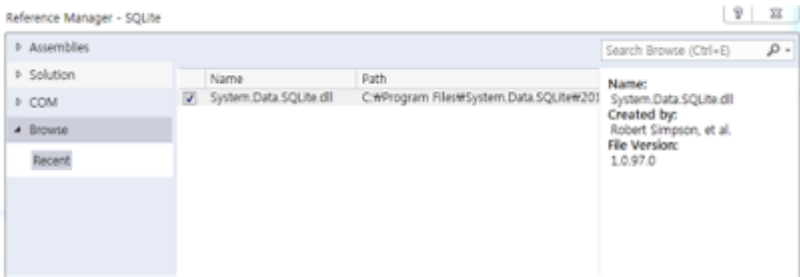 Reference Manager - SQLite
Assemblies
Solution
COM
Browse
Recent
Name Path
System.Data.SQLite.dll C:₩Program Files₩System.Data.SQLite₩201
Search Browse (Ctrl+E)
Name:
System.Data.SQLite.dll
Created by:
Robert Simpson, et al.
File Version:
1.0.97.0